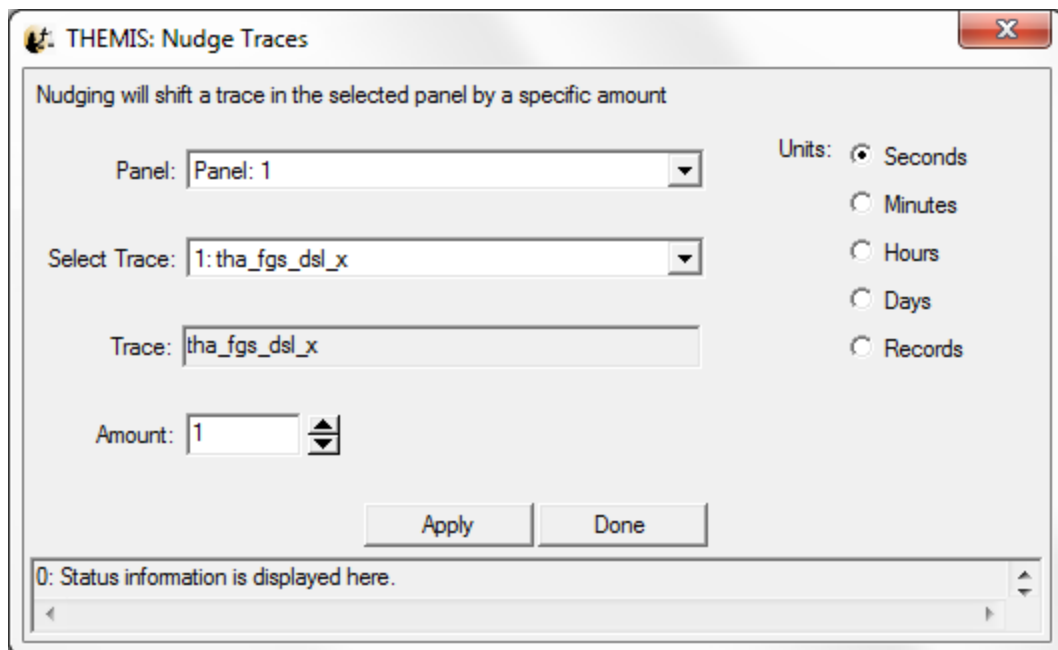 THEMIS: Nudge Traces
Nudging will shift a trace in the selected panel by a specific amount
Panel: Panel: 1
Units: Seconds
Minutes
Select Trace: 1: tha_fgs_dsl_x
Hours
Days
Trace: tha_fgs_dsl_x
Records
Amount: 1
Apply Done
0: Status information is displayed here.